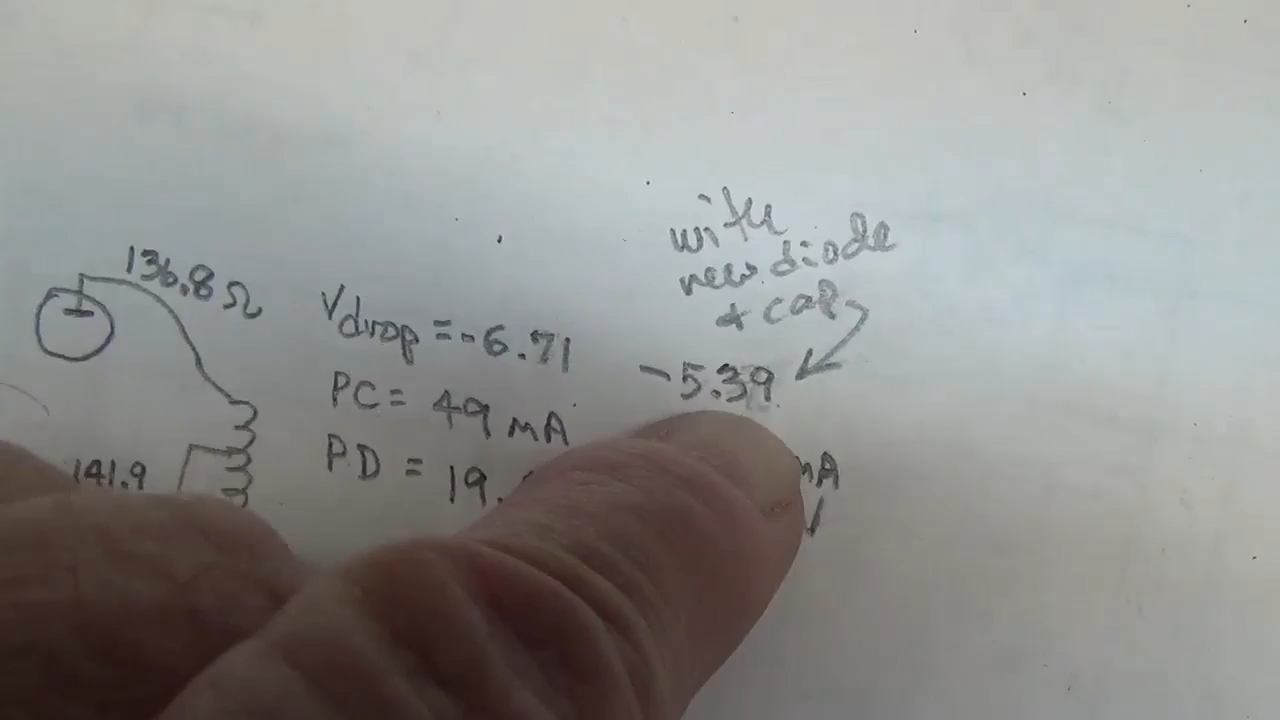 136.8 Ω
141.9
Vdrop = -6.71
PC = 49 mA
PD = 19.
with
new diode
+ cap
-5.39
mA